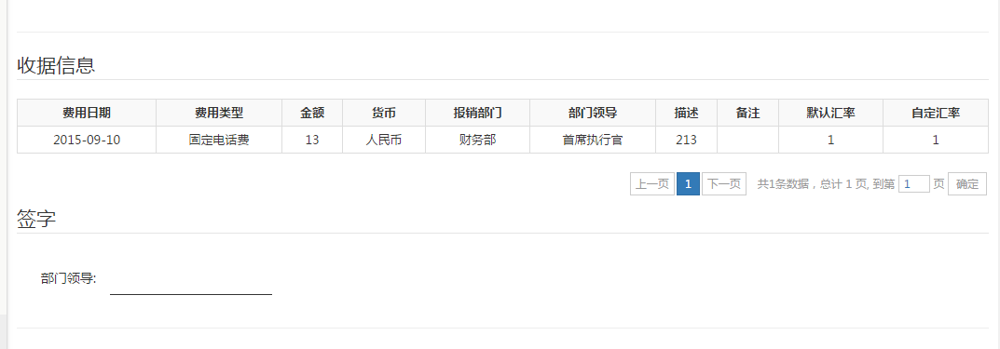 收据信息
费用日期 费用类型 金额 货币 报销部门 部门领导 描述 备注 默认汇率 自定汇率
2015-09-10 固定电话费 13 人民币 财务部 首席执行官 213 1 1
上一页 1 下一页 共1条数据，总计 1 页, 到第 1 页 确定
签字
部门领导: